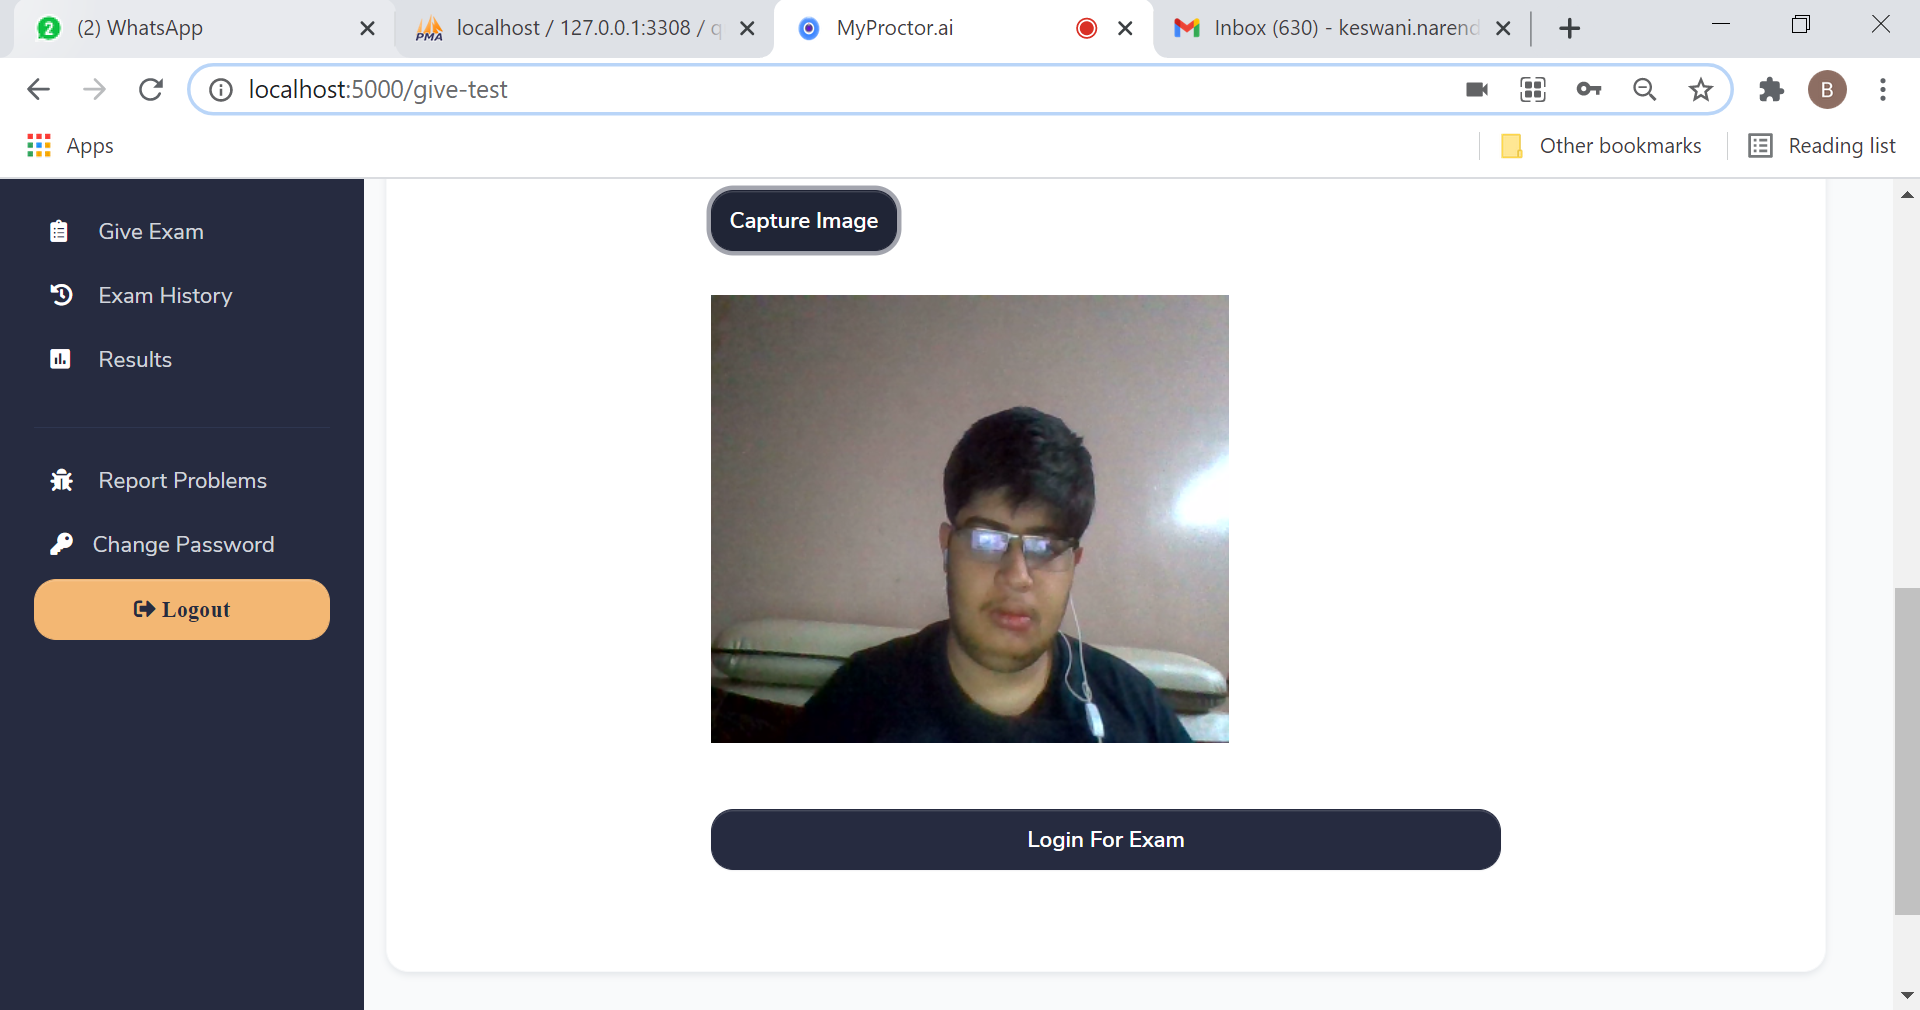 (2) WhatsApp
localhost / 127.0.0.1:3308 / q
MyProctor.ai
Inbox (630) - keswani.narend
localhost:5000/give-test
B
Apps
Other bookmarks
Reading list
Give Exam
Exam History
Results
Report Problems
Change Password
Logout
Capture Image
Login For Exam
2
PMA